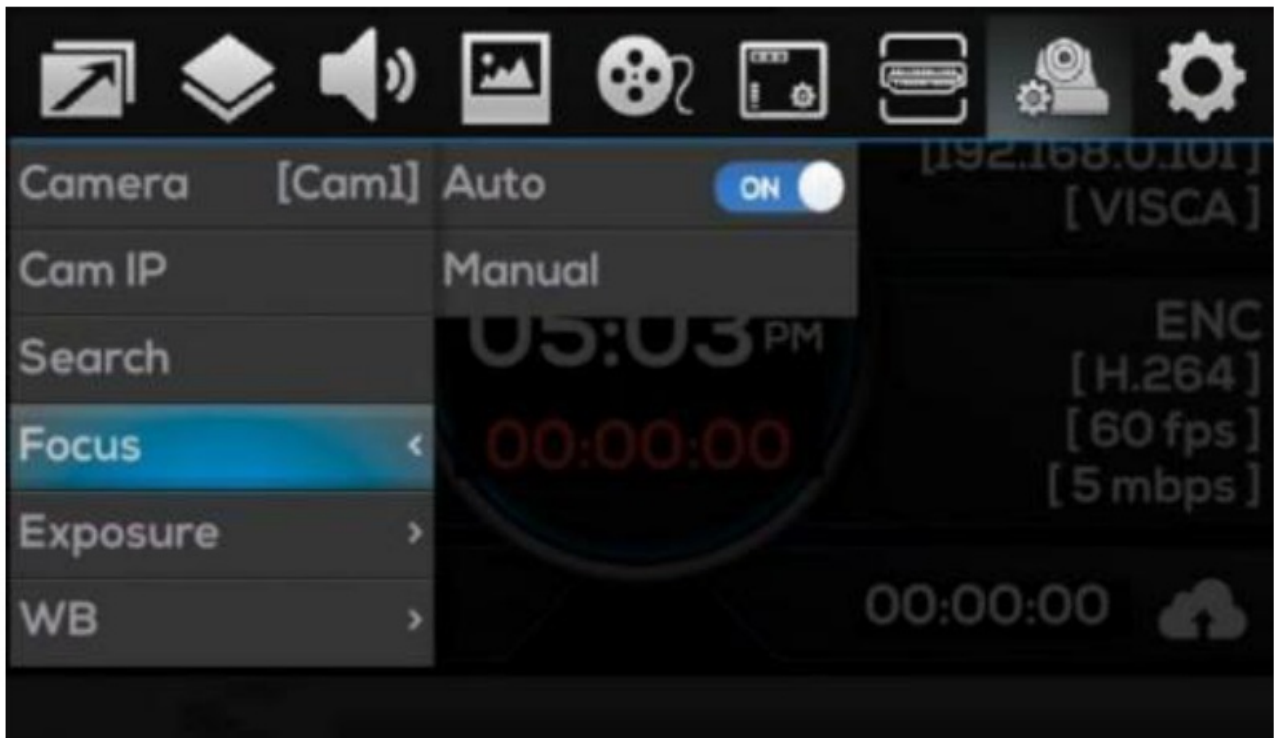 Camera [Cam1]
Auto ON
[192.168.0.101]
[VISCA]
Cam IP
Manual
Search
05:03 PM
ENC
[H.264]
[60 fps]
[5 mbps]
Focus <
00:00:00
Exposure >
WB >
00:00:00